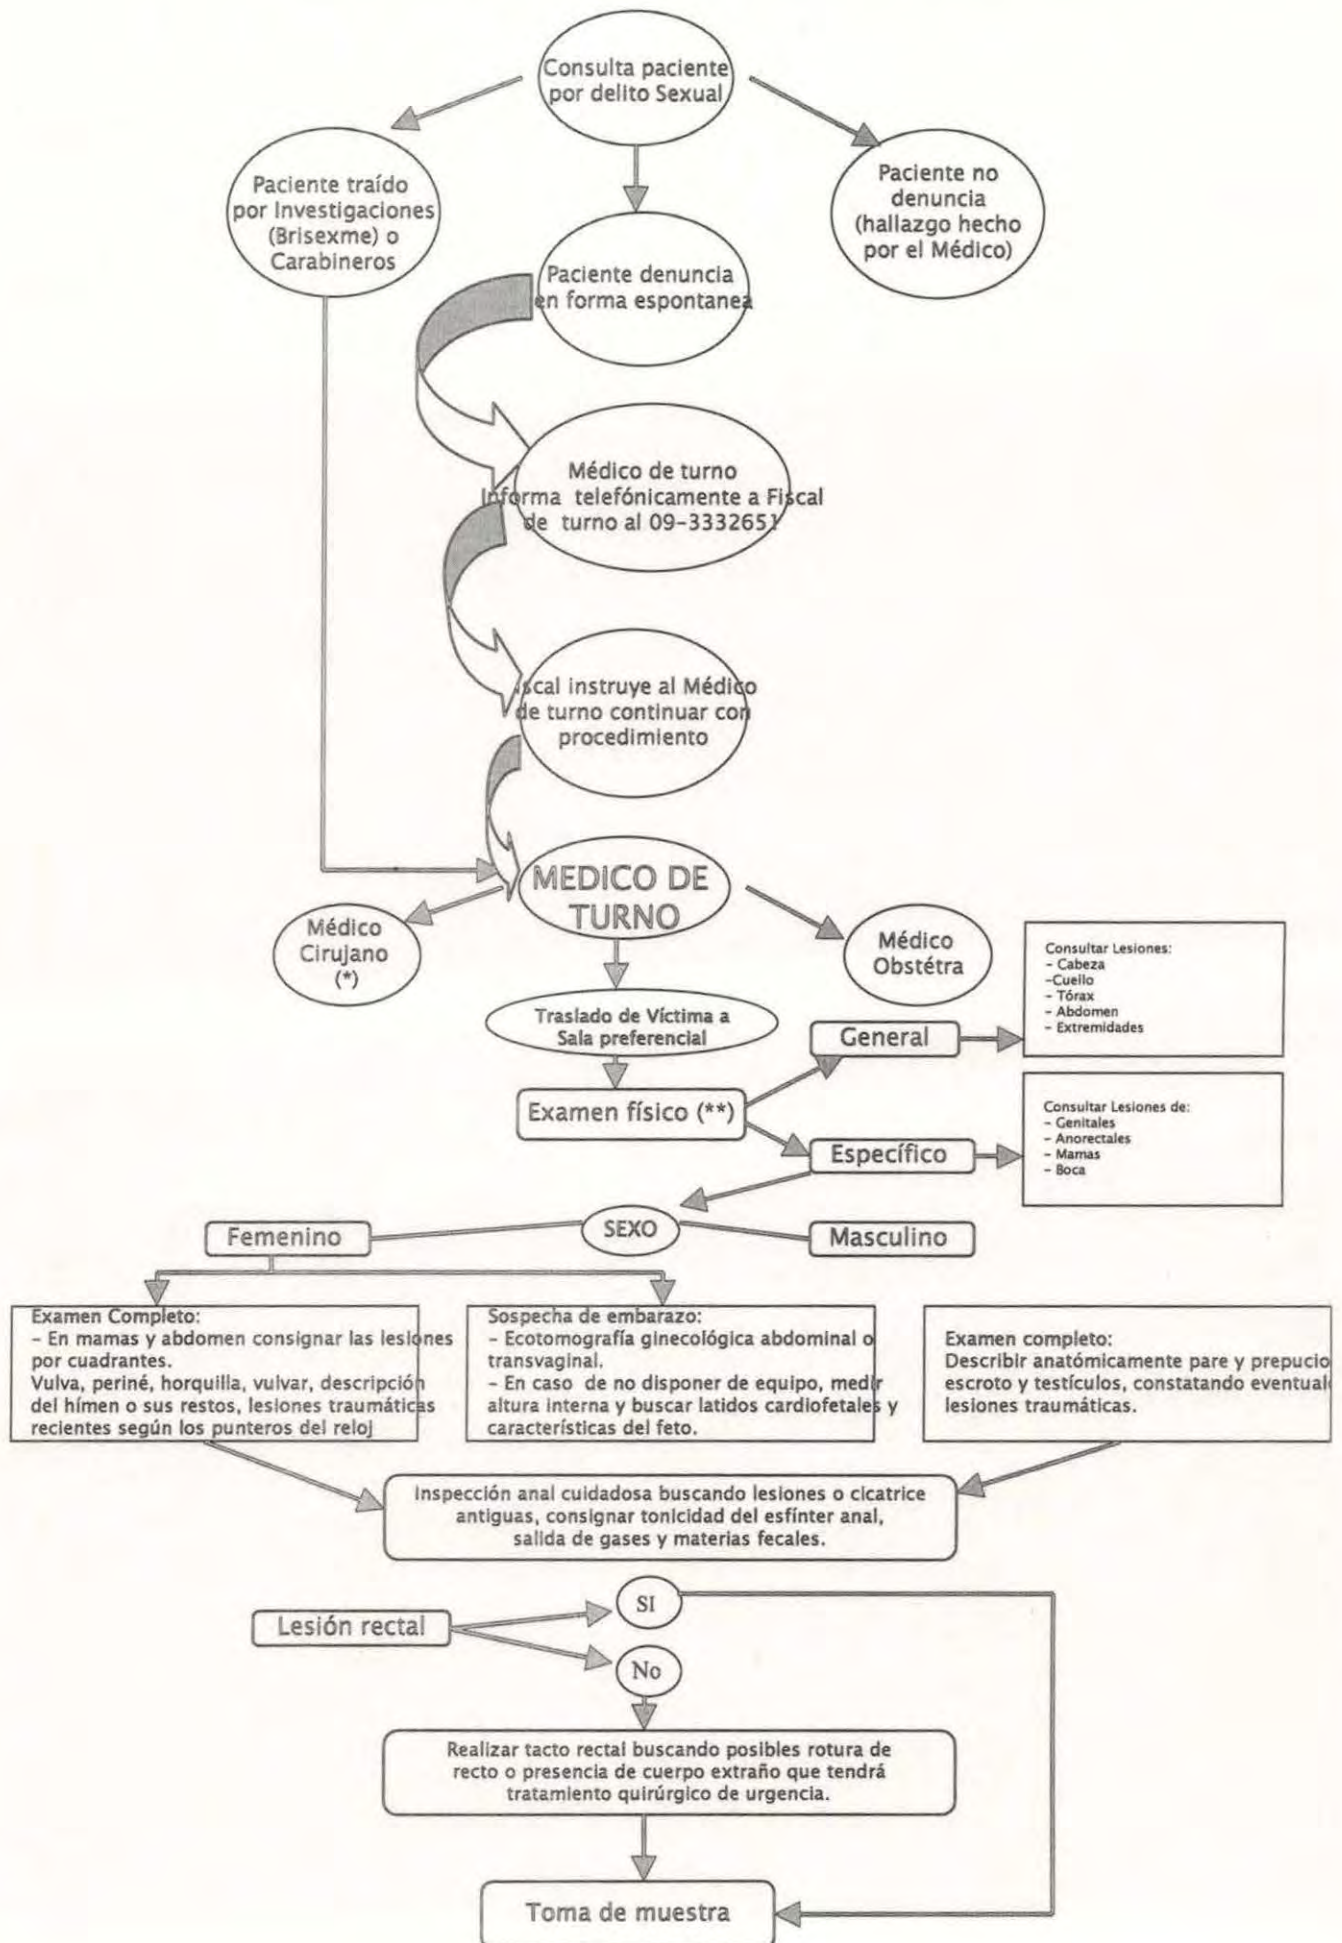 Consulta paciente
por delito Sexual
Paciente traído
por Investigaciones
(Brisexme) o
Carabineros
Paciente denuncia
en forma espontanea
Paciente no
denuncia
(hallazgo hecho
por el Médico)
Médico de turno
Informa telefónicamente a Fiscal
de turno al 09-3332651
iscal instruye al Médico
de turno continuar con
procedimiento
MEDICO DE
TURNO
Médico
Cirujano
(*)
Médico
Obstétra
Traslado de Víctima a
Sala preferencial
Examen físico (**)
General
Consultar Lesiones:
- Cabeza
-Cuello
- Tórax
- Abdomen
- Extremidades
Específico
Consultar Lesiones de:
- Genitales
- Anorectales
- Mamas
- Boca
SEXO
Femenino
Masculino
Examen Completo:
- En mamas y abdomen consignar las lesiones
por cuadrantes.
Vulva, periné, horquilla, vulvar, descripción
del hímen o sus restos, lesiones traumáticas
recientes según los punteros del reloj
Sospecha de embarazo:
- Ecotomografía ginecológica abdominal o
transvaginal.
- En caso de no disponer de equipo, medir
altura interna y buscar latidos cardiofetales y
características del feto.
Examen completo:
Describir anatómicamente pare y prepucio
escroto y testículos, constatando eventual
lesiones traumáticas.
Inspección anal cuidadosa buscando lesiones o cicatrice
antiguas, consignar tonicidad del esfínter anal,
salida de gases y materias fecales.
Lesión rectal
SI
No
Realizar tacto rectal buscando posibles rotura de
recto o presencia de cuerpo extraño que tendrá
tratamiento quirúrgico de urgencia.
Toma de muestra